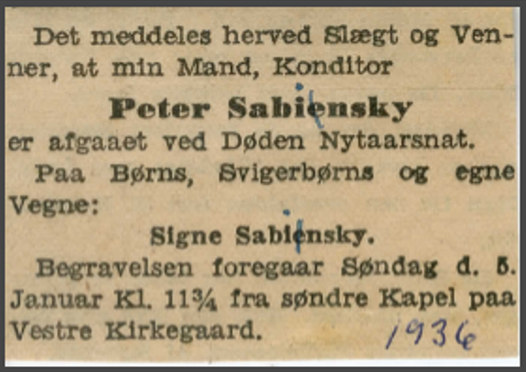 Det meddeles herved Slægt og Ven-
ner, at min Mand, Konditor
Peter Sabiensky
er afgaaet ved Døden Nytaarsnat.
Paa Børns, Svigerbørns og egne
Vegne:
Signe Sabiensky.
Begravelsen foregaar Søndag d. 5.
Januar Kl. 11¾ fra søndre Kapel paa
Vestre Kirkegaard.
1936